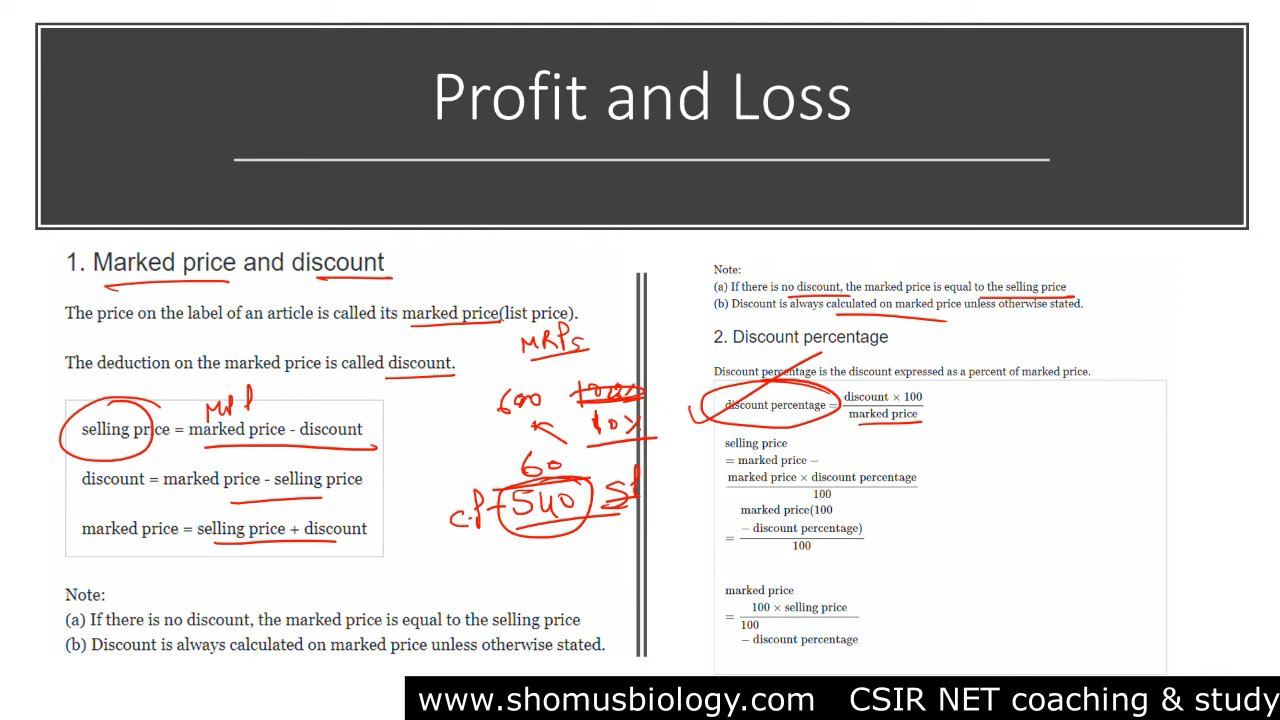 Profit and Loss
1. Marked price and discount
The price on the label of an article is called its marked price(list price).
MRPs
The deduction on the marked price is called discount.
600
10%
MRP
selling price = marked price - discount
60
discount = marked price - selling price
C.P
540
SP
marked price = selling price + discount
Note:
(a) If there is no discount, the marked price is equal to the selling price
(b) Discount is always calculated on marked price unless otherwise stated.
Note:
(a) If there is no discount, the marked price is equal to the selling price
(b) Discount is always calculated on marked price unless otherwise stated.
2. Discount percentage
Discount percentage is the discount expressed as a percent of marked price.
discount percentage = discount × 100
marked price
selling price
= marked price −
marked price × discount percentage
100
marked price(100
− discount percentage)
=
100
marked price
100 × selling price
=
100
− discount percentage
www.shomusbiology.com CSIR NET coaching & study